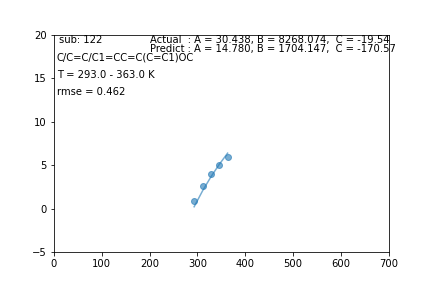 sub: 122
Actual  : A = 30.438, B = 8268.074,  C = -19.54
Predict : A = 14.780, B = 1704.147,  C = -170.57
C/C=C/C1=CC=C(C=C1)OC
T = 293.0 - 363.0 K
rmse = 0.462
20
15
10
5
0
−5
0 100 200 300 400 500 600 700